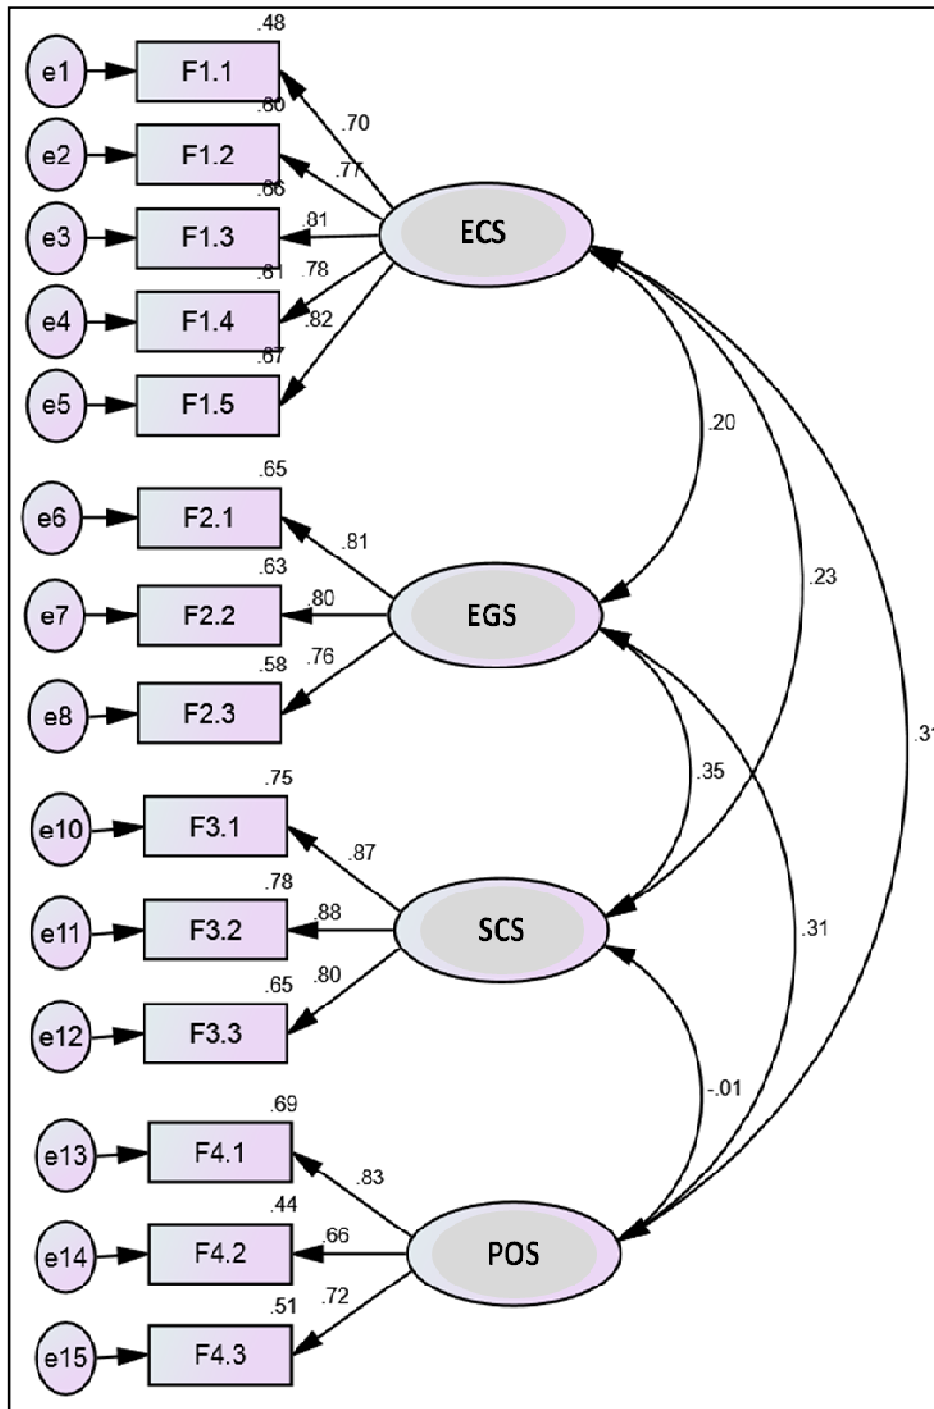 .48
e1 F1.1
.60
.70
e2 F1.2
.77
.66
e3 F1.3
.81
ECS
.61 .78
e4 F1.4
.82
.67
e5 F1.5
.20
.65
e6 F2.1
.81
.63
.23
e7 F2.2
.80
EGS
.58 .76
e8 F2.3
.31
.75
.35
e10 F3.1
.87
.78
e11 F3.2
.88
SCS
.31
.65 .80
e12 F3.3
-.01
.69
e13 F4.1
.83
.44
e14 F4.2
.66
POS
.51 .72
e15 F4.3